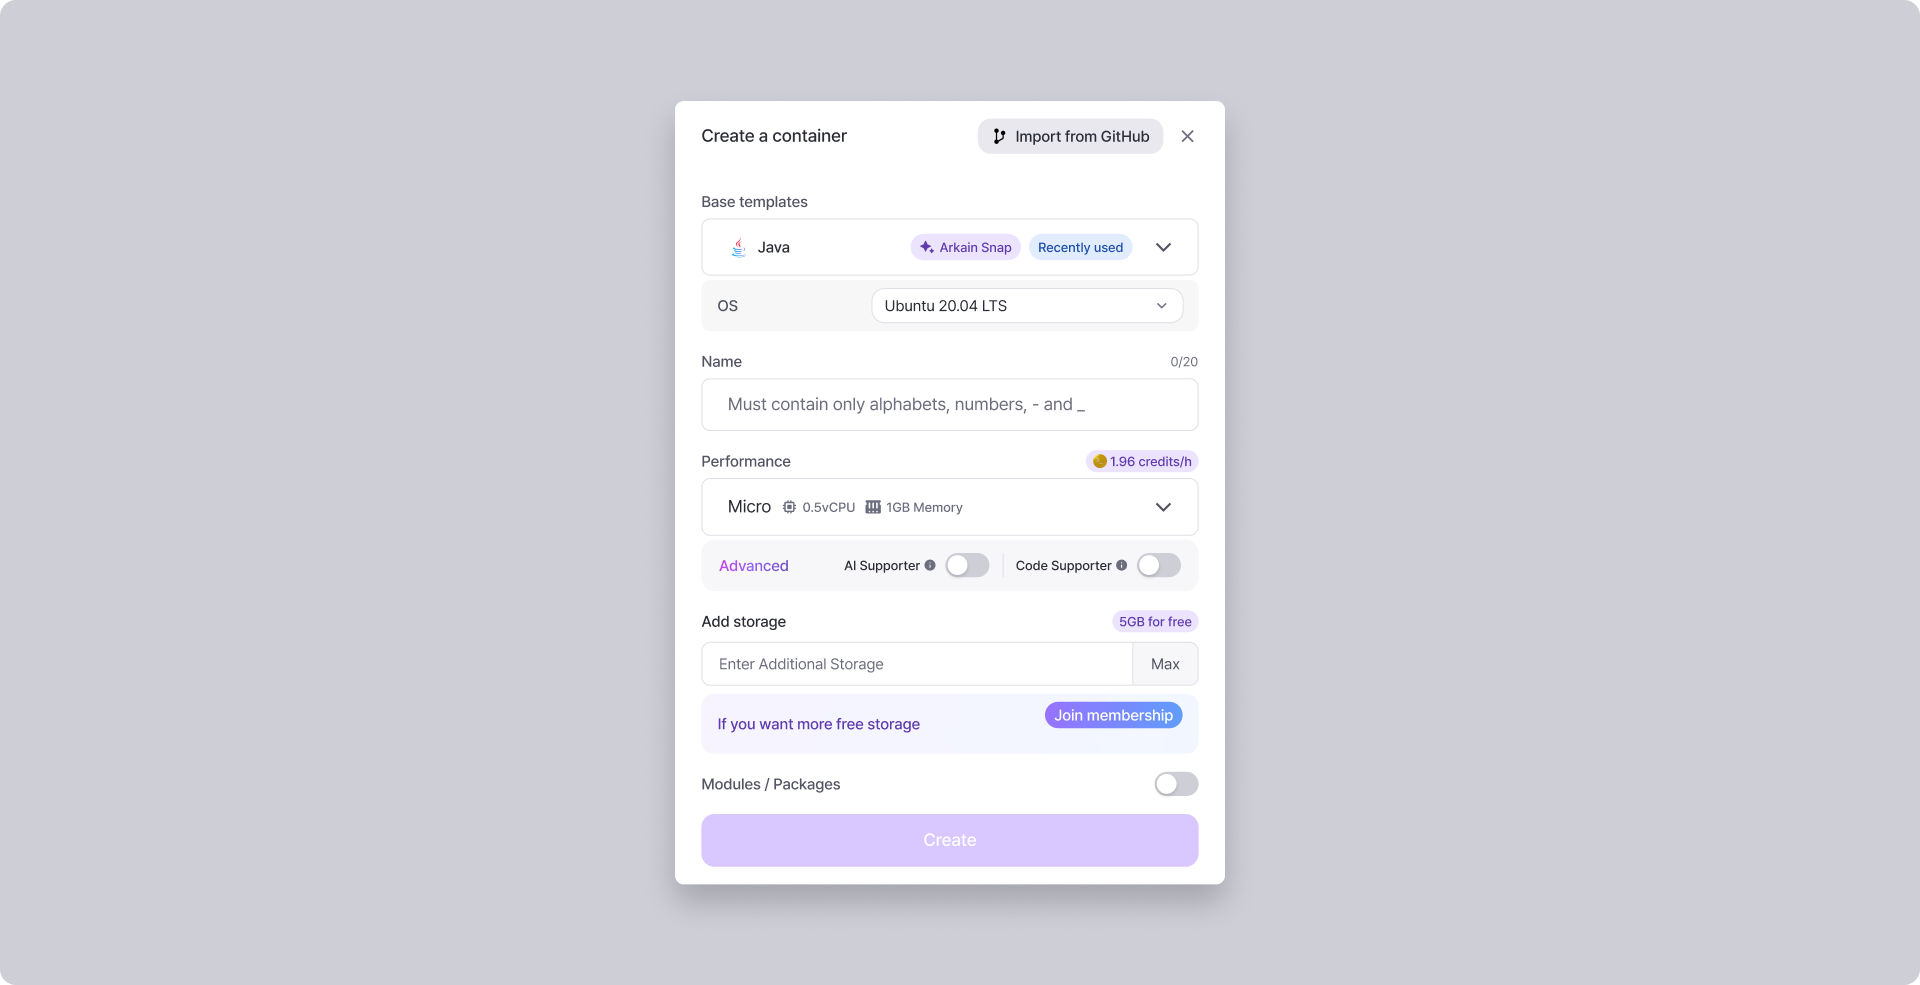 Create a container
Import from GitHub
Base templates
Java
Arkain Snap
Recently used
OS
Ubuntu 20.04 LTS
Name
0/20
Must contain only alphabets, numbers, - and _
Performance
1.96 credits/h
Micro
0.5vCPU
1GB Memory
Advanced
AI Supporter
Code Supporter
Add storage
5GB for free
Enter Additional Storage
Max
If you want more free storage
Join membership
Modules / Packages
Create